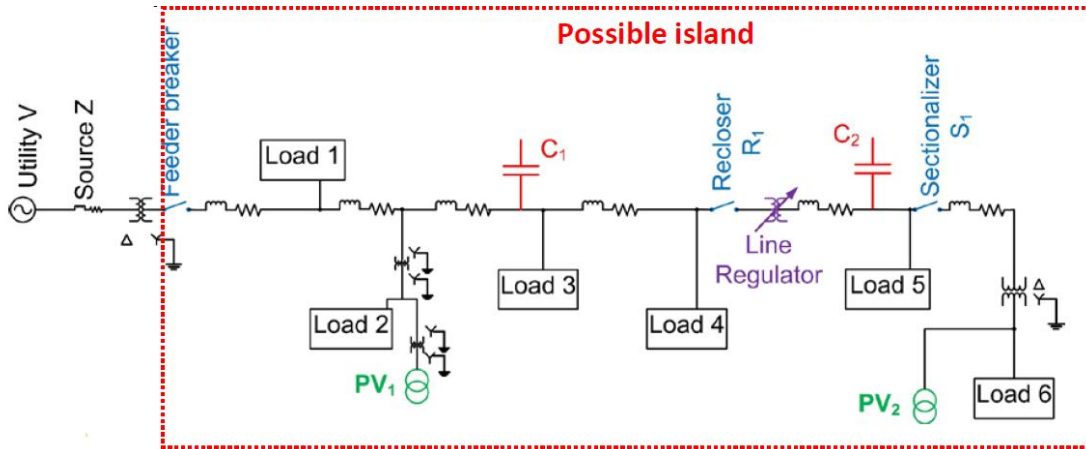 Possible island
Utility V
Source Z
Feeder breaker
Load 1
C1
Recloser
R1
C2
Sectionalizer
S1
Δ
Line
Regulator
Load 3
Load 5
Load 2
Load 4
Δ
PV1
PV2
Load 6